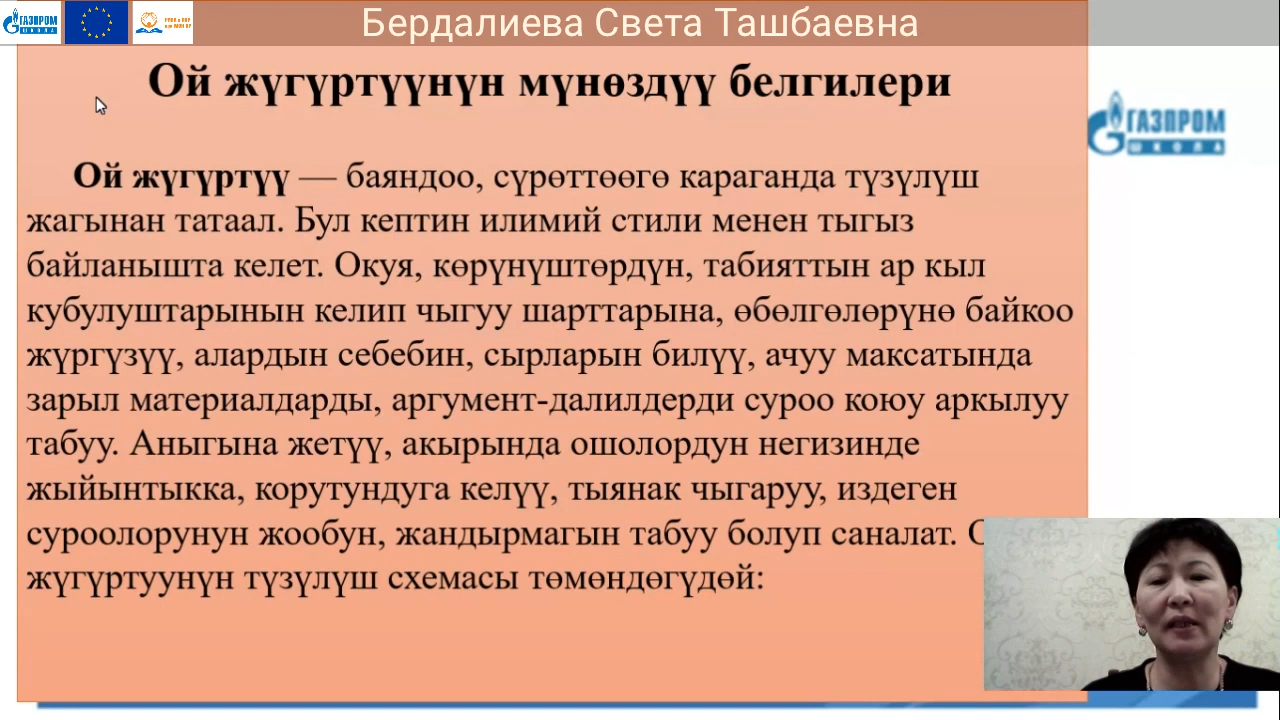 ГАЗПРОМ
ШКОЛА
Бердалиева Света Ташбаевна
Ой жүгүртүүнүн мүнөздүү белгилери
ГАЗПРОМ
ШКОЛА
Ой жүгүртүү — баяндоо, сүрөттөөгө караганда түзүлүш
жагынан татаал. Бул кептин илимий стили менен тыгыз
байланышта келет. Окуя, көрүнүштөрдүн, табияттын ар кыл
кубулуштарынын келип чыгуу шарттарына, өбөлгөлөрүнө байкоо
жүргүзүү, алардын себебин, сырларын билүү, ачуу максатында
зарыл материалдарды, аргумент-далилдерди суроо коюу аркылуу
табуу. Аныгына жетүү, акырында ошолордун негизинде
жыйынтыкка, корутундуга келүү, тыянак чыгаруу, издеген
суроолорунун жообун, жандырмагын табуу болуп саналат.
жүгүртуунүн түзүлүш схемасы төмөндөгүдөй: